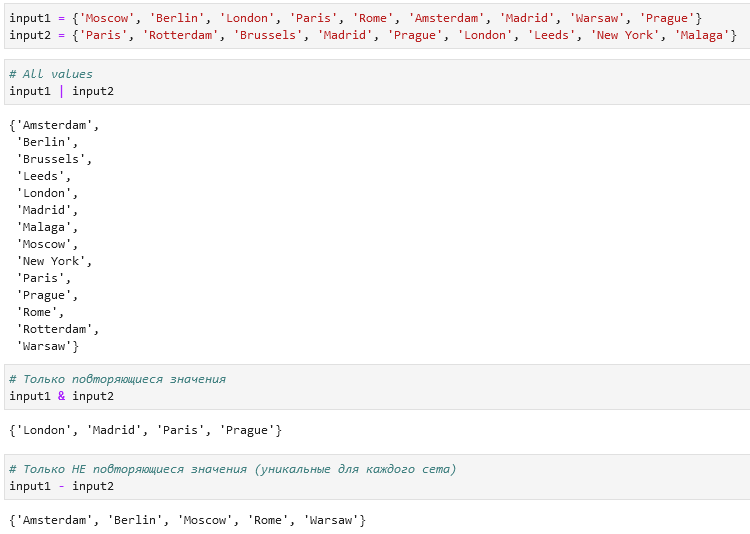 input1 = {'Moscow', 'Berlin', 'London', 'Paris', 'Rome', 'Amsterdam', 'Madrid', 'Warsaw', 'Prague'}
input2 = {'Paris', 'Rotterdam', 'Brussels', 'Madrid', 'Prague', 'London', 'Leeds', 'New York', 'Malaga'}
# All values
input1 | input2
{'Amsterdam',
 'Berlin',
 'Brussels',
 'Leeds',
 'London',
 'Madrid',
 'Malaga',
 'Moscow',
 'New York',
 'Paris',
 'Prague',
 'Rome',
 'Rotterdam',
 'Warsaw'}
# Только повторяющиеся значения
input1 & input2
{'London', 'Madrid', 'Paris', 'Prague'}
# Только НЕ повторяющиеся значения (уникальные для каждого сета)
input1 - input2
{'Amsterdam', 'Berlin', 'Moscow', 'Rome', 'Warsaw'}